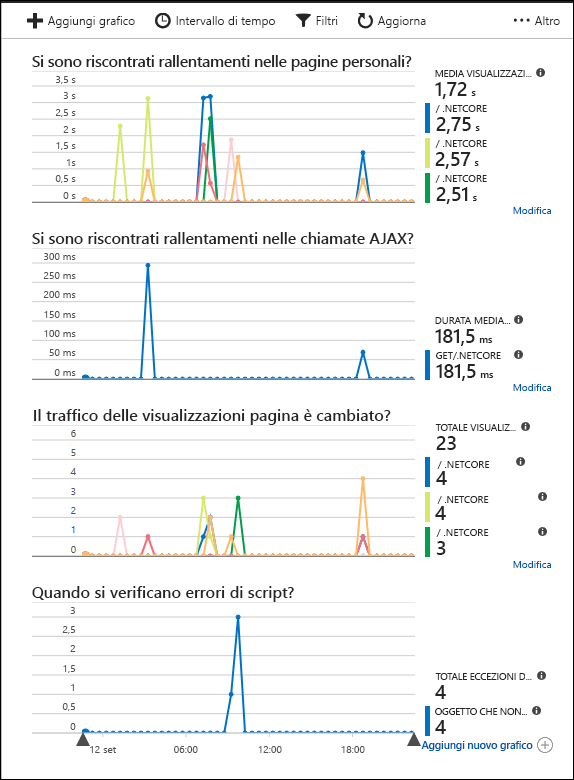 Aggiungi grafico Intervallo di tempo Filtri Aggiorna Altro
Si sono riscontrati rallentamenti nelle pagine personali?
3,5 s
3 s
2,5 s
2 s
1,5 s
1 s
0,5 s
0 s
MEDIA VISUALIZZAZI...
1,72 s
/ .NETCORE
2,75 s
/ .NETCORE
2,57 s
/ .NETCORE
2,51 s
Modifica
Si sono riscontrati rallentamenti nelle chiamate AJAX?
300 ms
250 ms
200 ms
150 ms
100 ms
50 ms
0 ms
DURATA MEDIA...
181,5 ms
GET/.NETCORE
181,5 ms
Modifica
Il traffico delle visualizzazioni pagina è cambiato?
6
5
4
3
2
1
0
TOTALE VISUALIZ...
23
/ .NETCORE
4
/ .NETCORE
4
/ .NETCORE
3
Modifica
Quando si verificano errori di script?
3
2,5
2
1,5
1
0,5
0
12 set 06:00 12:00 18:00
TOTALE ECCEZIONI D...
4
OGGETTO CHE NON...
4
Aggiungi nuovo grafico